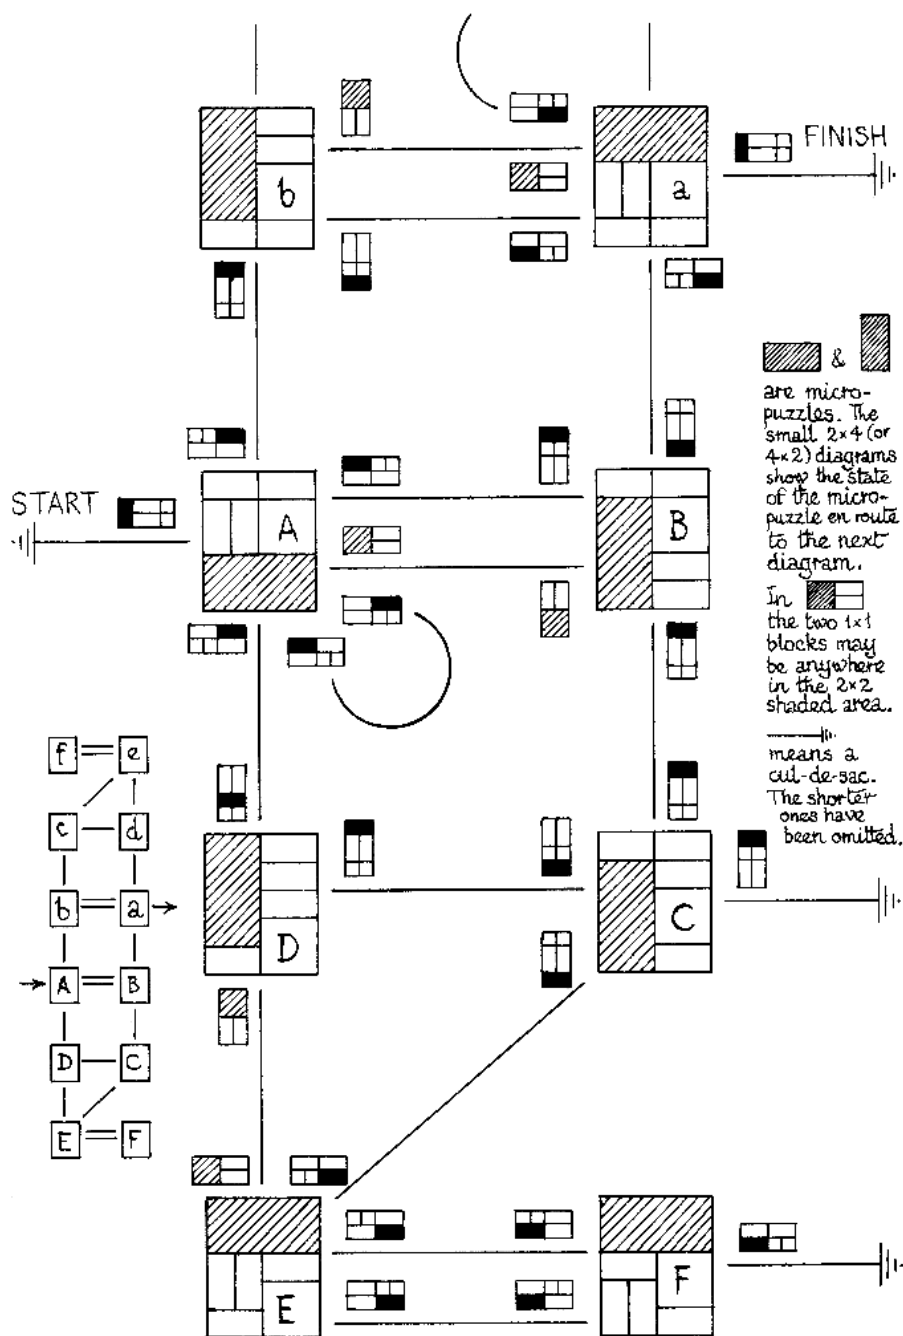 FINISH
b
a
&
are micro-
puzzles. The
small 2×4 (or
4×2) diagrams
show the state
of the micro-
puzzle en route
to the next
diagram.
START
A
B
In
the two 1×1
blocks may
be anywhere
in the 2×2
shaded area.
means a
cul-de-sac.
The shorter
ones have
been omitted.
f
e
c
d
b
a
A
B
D
C
E
F
D
C
E
F